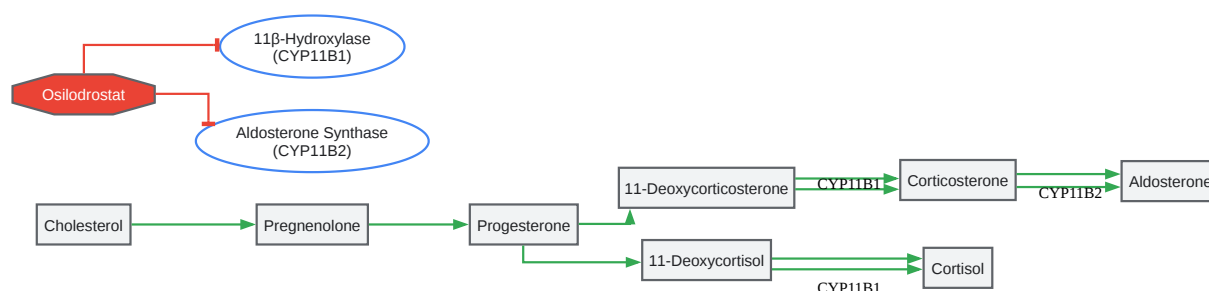 11β-Hydroxylase
(CYP11B1)
Osilodrostat
Aldosterone Synthase
(CYP11B2)
11-Deoxycorticosterone
CYP11B1
Corticosterone
CYP11B2
Aldosterone
Cholesterol
Pregnenolone
Progesterone
11-Deoxycortisol
CYP11B1
Cortisol